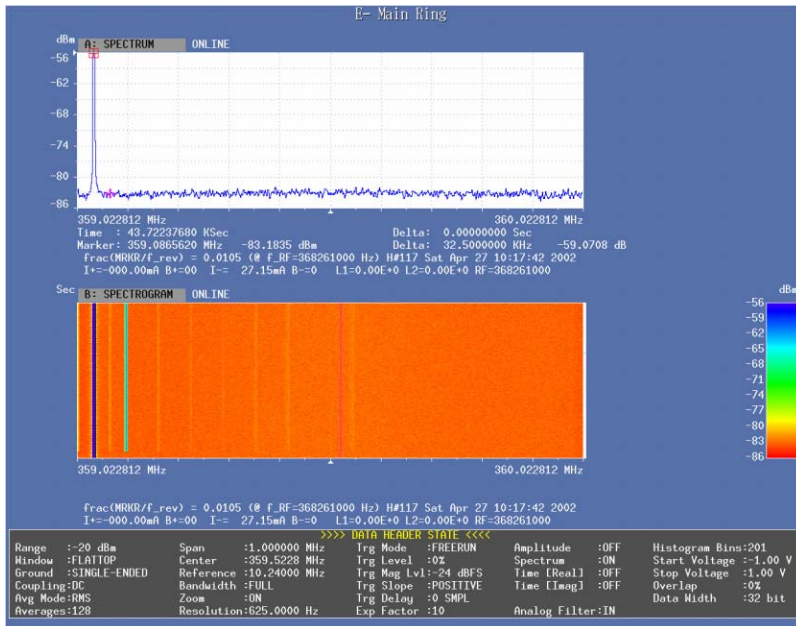 E- Main Ring
dBm
A: SPECTRUM ONLINE
-56
-62
-68
-74
-80
-86
359.022812 MHz 360.022812 MHz
Time : 43.72237680 KSec Delta: 0.00000000 Sec
Marker: 359.0865620 MHz -83.1835 dBm Delta: 32.5000000 KHz -59.0708 dB
frac(MRKR/f_rev) = 0.0105 (@ f_RF=368261000 Hz) H#117 Sat Apr 27 10:17:42 2002
I+=-000.00mA B+=00 I-= 27.15mA B-=0 L1=0.00E+0 L2=0.00E+0 RF=368261000
Sec
B: SPECTROGRAM ONLINE
dBm
-56
-59
-62
-65
-68
-71
-74
-77
-80
-83
-86
359.022812 MHz 360.022812 MHz
frac(MRKR/f_rev) = 0.0105 (@ f_RF=368261000 Hz) H#117 Sat Apr 27 10:17:42 2002
I+=-000.00mA B+=00 I-= 27.15mA B-=0 L1=0.00E+0 L2=0.00E+0 RF=368261000
>>>> DATA HEADER STATE <<<<
Range :-20 dBm Span :1.000000 MHz Trg Mode :FREERUN Amplitude :OFF Histogram Bins:201
Window :FLATTOP Center :359.5228 MHz Trg Level :0% Spectrum :ON Start Voltage :-1.00 V
Ground :SINGLE-ENDED Reference :10.24000 MHz Trg Mag Lvl:-24 dBFS Time [Real] :OFF Stop Voltage :1.00 V
Coupling:DC Bandwidth :FULL Trg Slope :POSITIVE Time [Imag] :OFF Overlap :0%
Avg Mode:RMS Zoom :ON Trg Delay :0 SMPL Data Width :32 bit
Averages:128 Resolution:625.0000 Hz Exp Factor :10 Analog Filter:IN